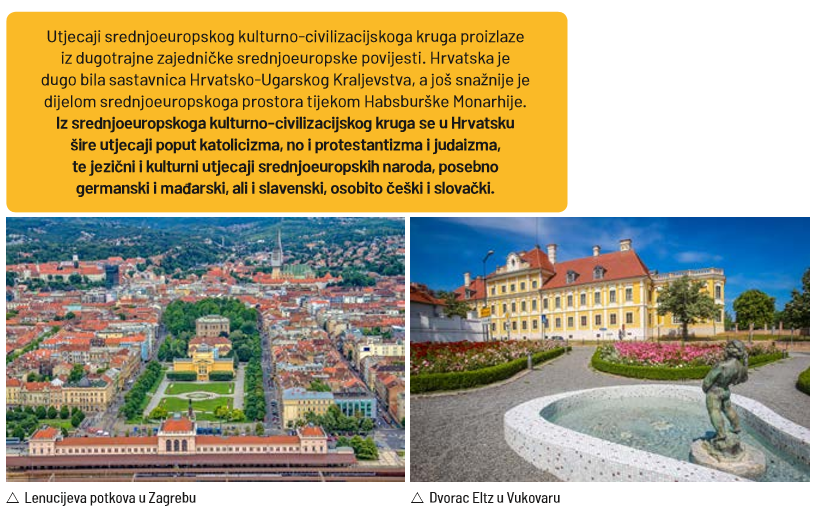 Utjecaji srednjoeuropskog kulturno-civilizacijskoga kruga proizlaze
iz dugotrajne zajedničke srednjoeuropske povijesti. Hrvatska je
dugo bila sastavnica Hrvatsko-Ugarskog Kraljevstva, a još snažnije je
dijelom srednjoeuropskoga prostora tijekom Habsburške Monarhije.
Iz srednjoeuropskoga kulturno-civilizacijskog kruga se u Hrvatsku
šire utjecaji poput katolicizma, no i protestantizma i judaizma,
te jezični i kulturni utjecaji srednjoeuropskih naroda, posebno
germanski i mađarski, ali i slavenski, osobito češki i slovački.
△ Lenucijeva potkova u Zagrebu
△ Dvorac Eltz u Vukovaru